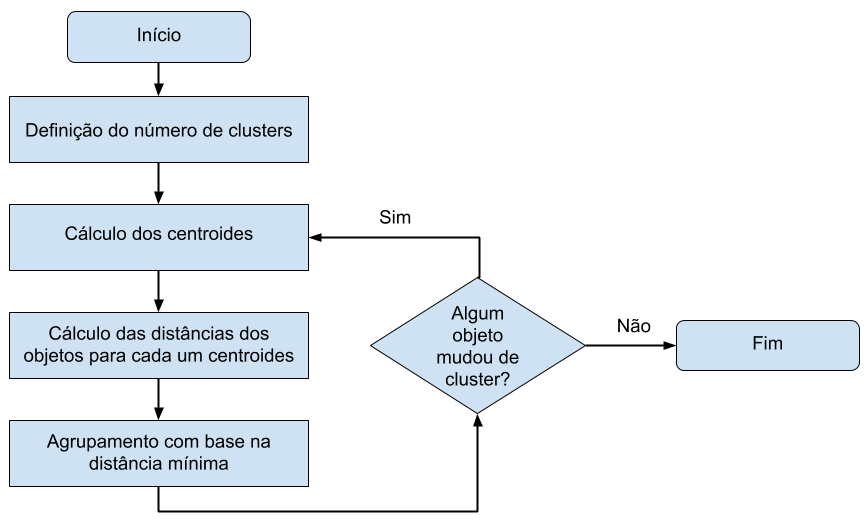 Início
Definição do número de clusters
Cálculo dos centroides
Cálculo das distâncias dos
objetos para cada um centroides
Agrupamento com base na
distância mínima
Sim
Algum
objeto
mudou de
cluster?
Não
Fim